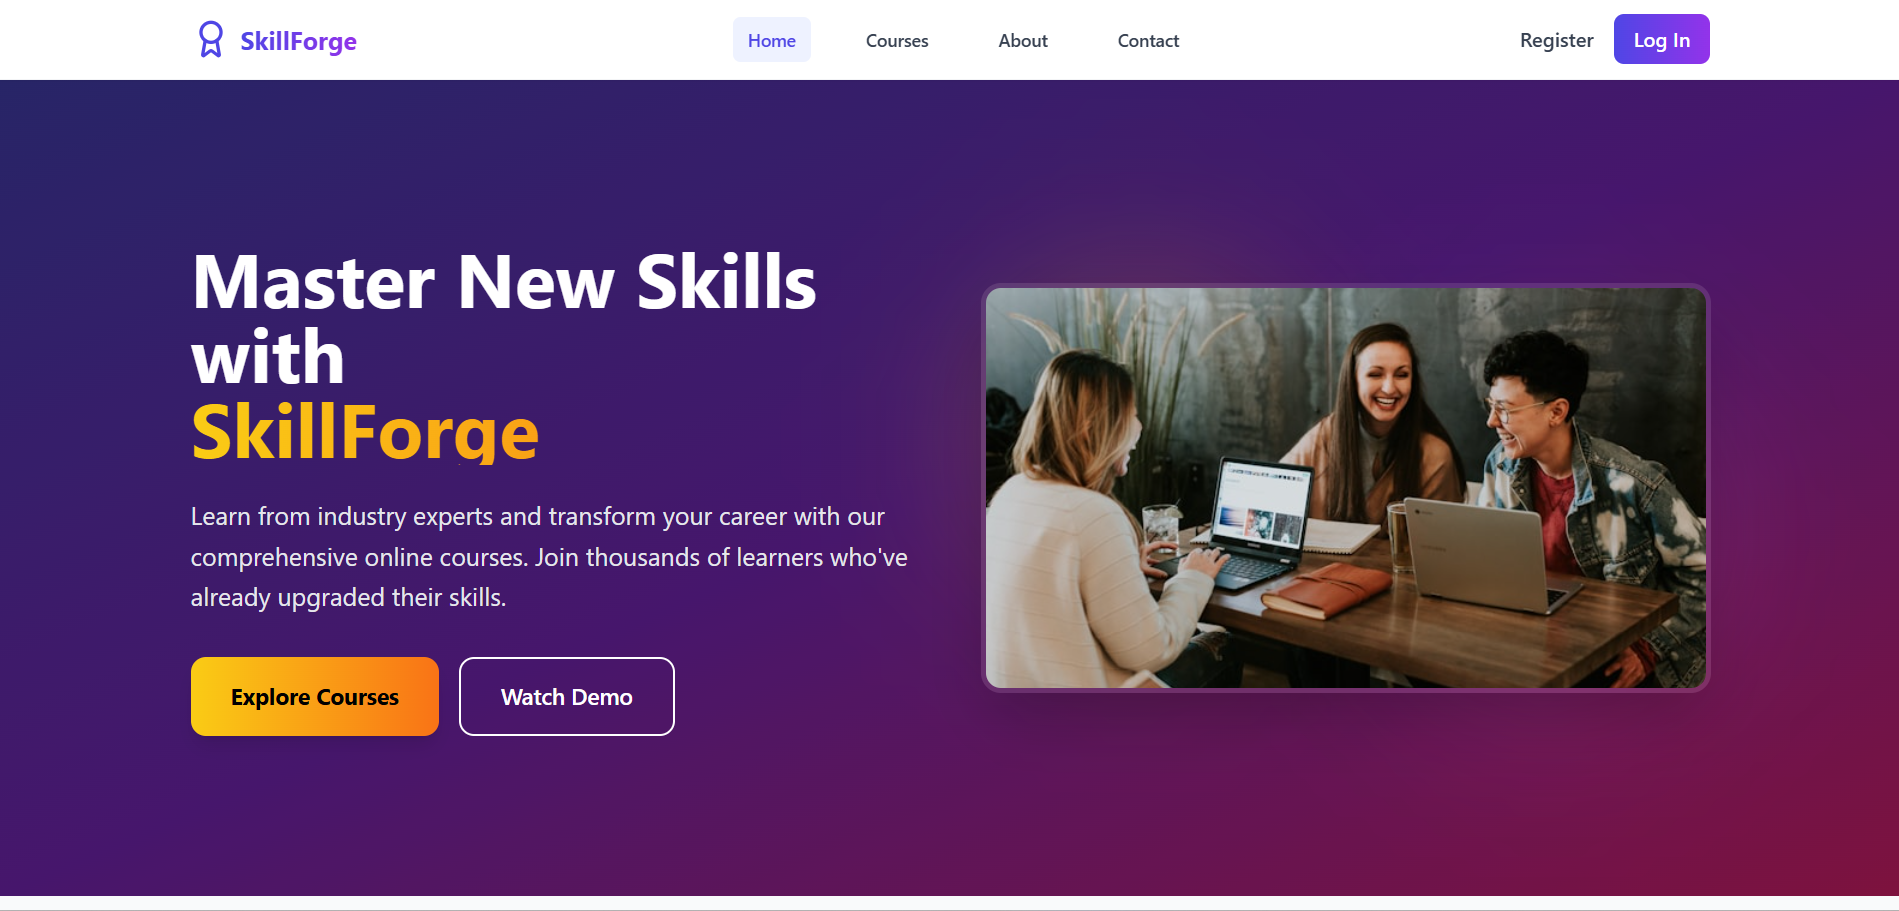 SkillForge
Home
Courses
About
Contact
Register
Log In
Master New Skills
with
SkillForge
Learn from industry experts and transform your career with our
comprehensive online courses. Join thousands of learners who've
already upgraded their skills.
Explore Courses
Watch Demo